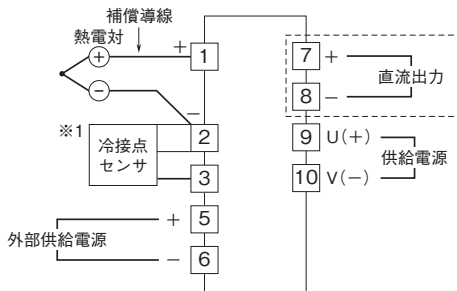 補償導線
熱電対
+
+
1
−
−
※1
2
冷接点
センサ
3
+
5
外部供給電源
−
6
7
+
直流出力
8
−
9
U(+)
供給電源
10
V(−)